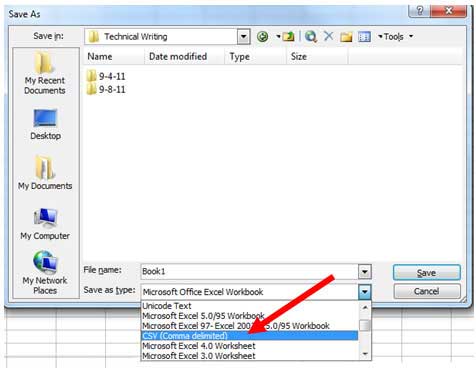 Save As
Save in:
Technical Writing
Tools
Name
Date modified
Type
Size
My Recent
Documents
Desktop
My Documents
My Computer
My Network
Places
9-4-11
9-8-11
File name:
Book1
Save
Save as type:
Microsoft Office Excel Workbook
Cancel
Unicode Text
Microsoft Excel 5.0/95 Workbook
Microsoft Excel 97- Excel 200 5.0/95 Workbook
CSV (Comma delimited)
Microsoft Excel 4.0 Worksheet
Microsoft Excel 3.0 Worksheet